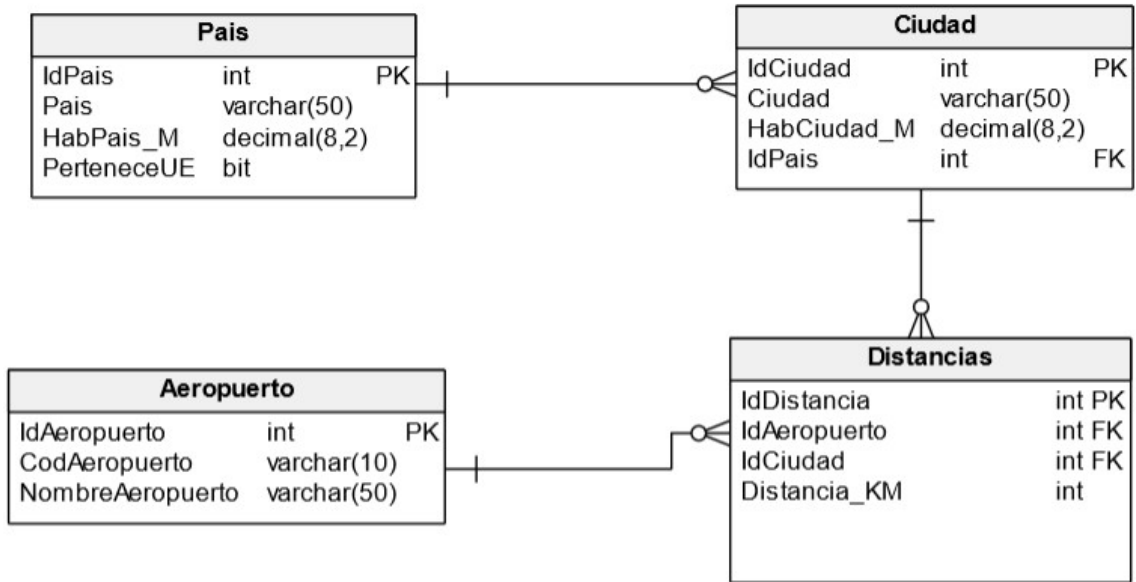 Pais
IdPais int PK
Pais varchar(50)
HabPais_M decimal(8,2)
PerteneceUE bit
Ciudad
IdCiudad int PK
Ciudad varchar(50)
HabCiudad_M decimal(8,2)
IdPais int FK
Aeropuerto
IdAeropuerto int PK
CodAeropuerto varchar(10)
NombreAeropuerto varchar(50)
Distancias
IdDistancia int PK
IdAeropuerto int FK
IdCiudad int FK
Distancia_KM int